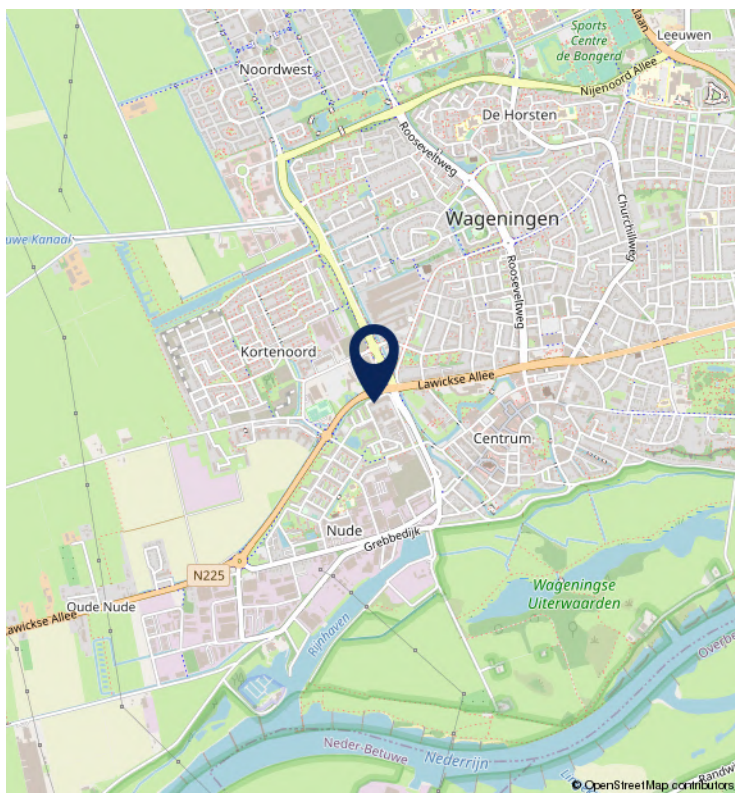 Leeuwen
Sports
Centre
de Bongerd
Noordwest
Nijenoord Allee
De Horsten
Rooseveltweg
Churchillweg
Wageningen
Kanaal
Rooseveltweg
Kortenoord
Lawickse Allee
Centrum
Nude
Grebbedijk
N225
Wageningse
Uiterwaarden
Oude Nude
Lawickse Allee
Rijnhaven
Neder-Betuwe
Nederrijn
© OpenStreetMap contributors